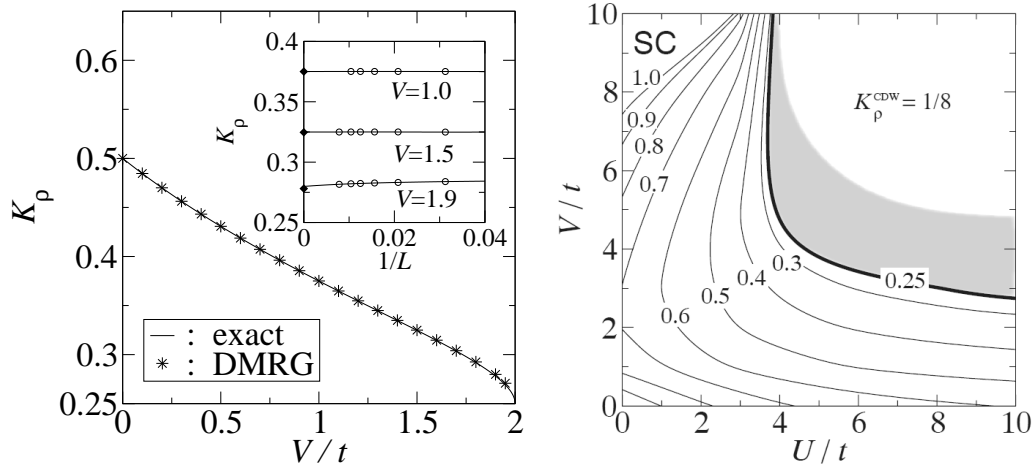 0.6
0.5
0.4
0.3
0.25
K_ρ
0
0.5
1
1.5
2
V/t
— : exact
* : DMRG
0.4
0.35
0.3
0.25
K_ρ
V=1.0
V=1.5
V=1.9
0
0.02
0.04
1/L
10
8
6
4
2
0
V/t
SC
K_ρ^CDW = 1/8
1.0
0.9
0.8
0.7
0.6
0.5
0.4
0.3
0.25
0
2
4
6
8
10
U/t